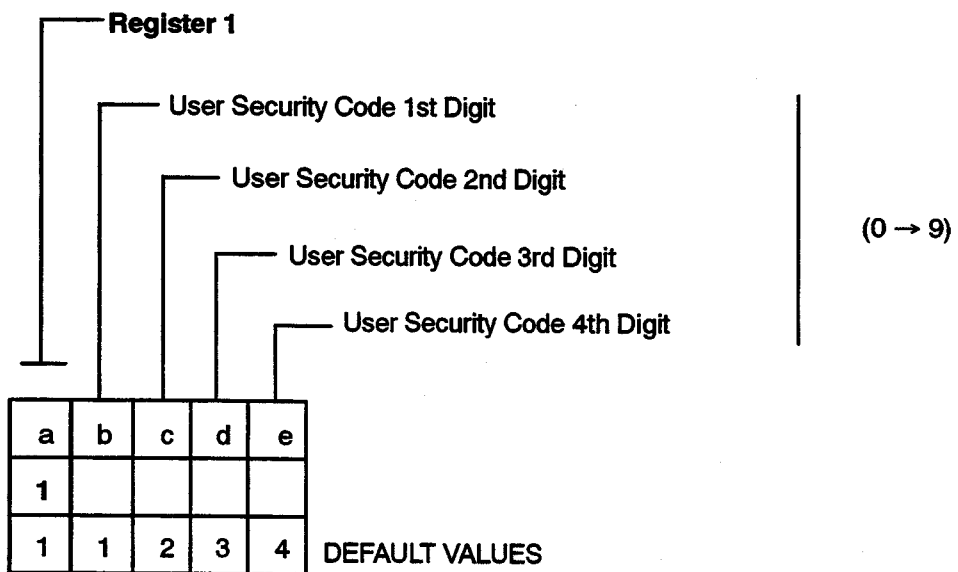 Register 1
User Security Code 1st Digit
User Security Code 2nd Digit
(0 → 9)
User Security Code 3rd Digit
User Security Code 4th Digit
a b c d e
1
1 1 2 3 4 DEFAULT VALUES